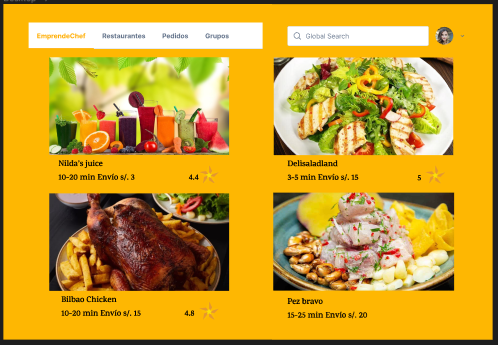 EmprendeChef Restaurantes Pedidos Grupos Global Search
Nilda's juice
10-20 min Envío s/. 3 4.4
Delisaladland
3-5 min Envío s/. 15 5
Bilbao Chicken
10-20 min Envío s/. 15 4.8
Pez bravo
15-25 min Envío s/. 20